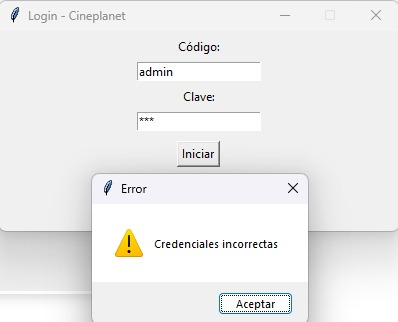 Login - Cineplanet
Código:
admin
Clave:
***
Iniciar
Error
Credenciales incorrectas
Aceptar